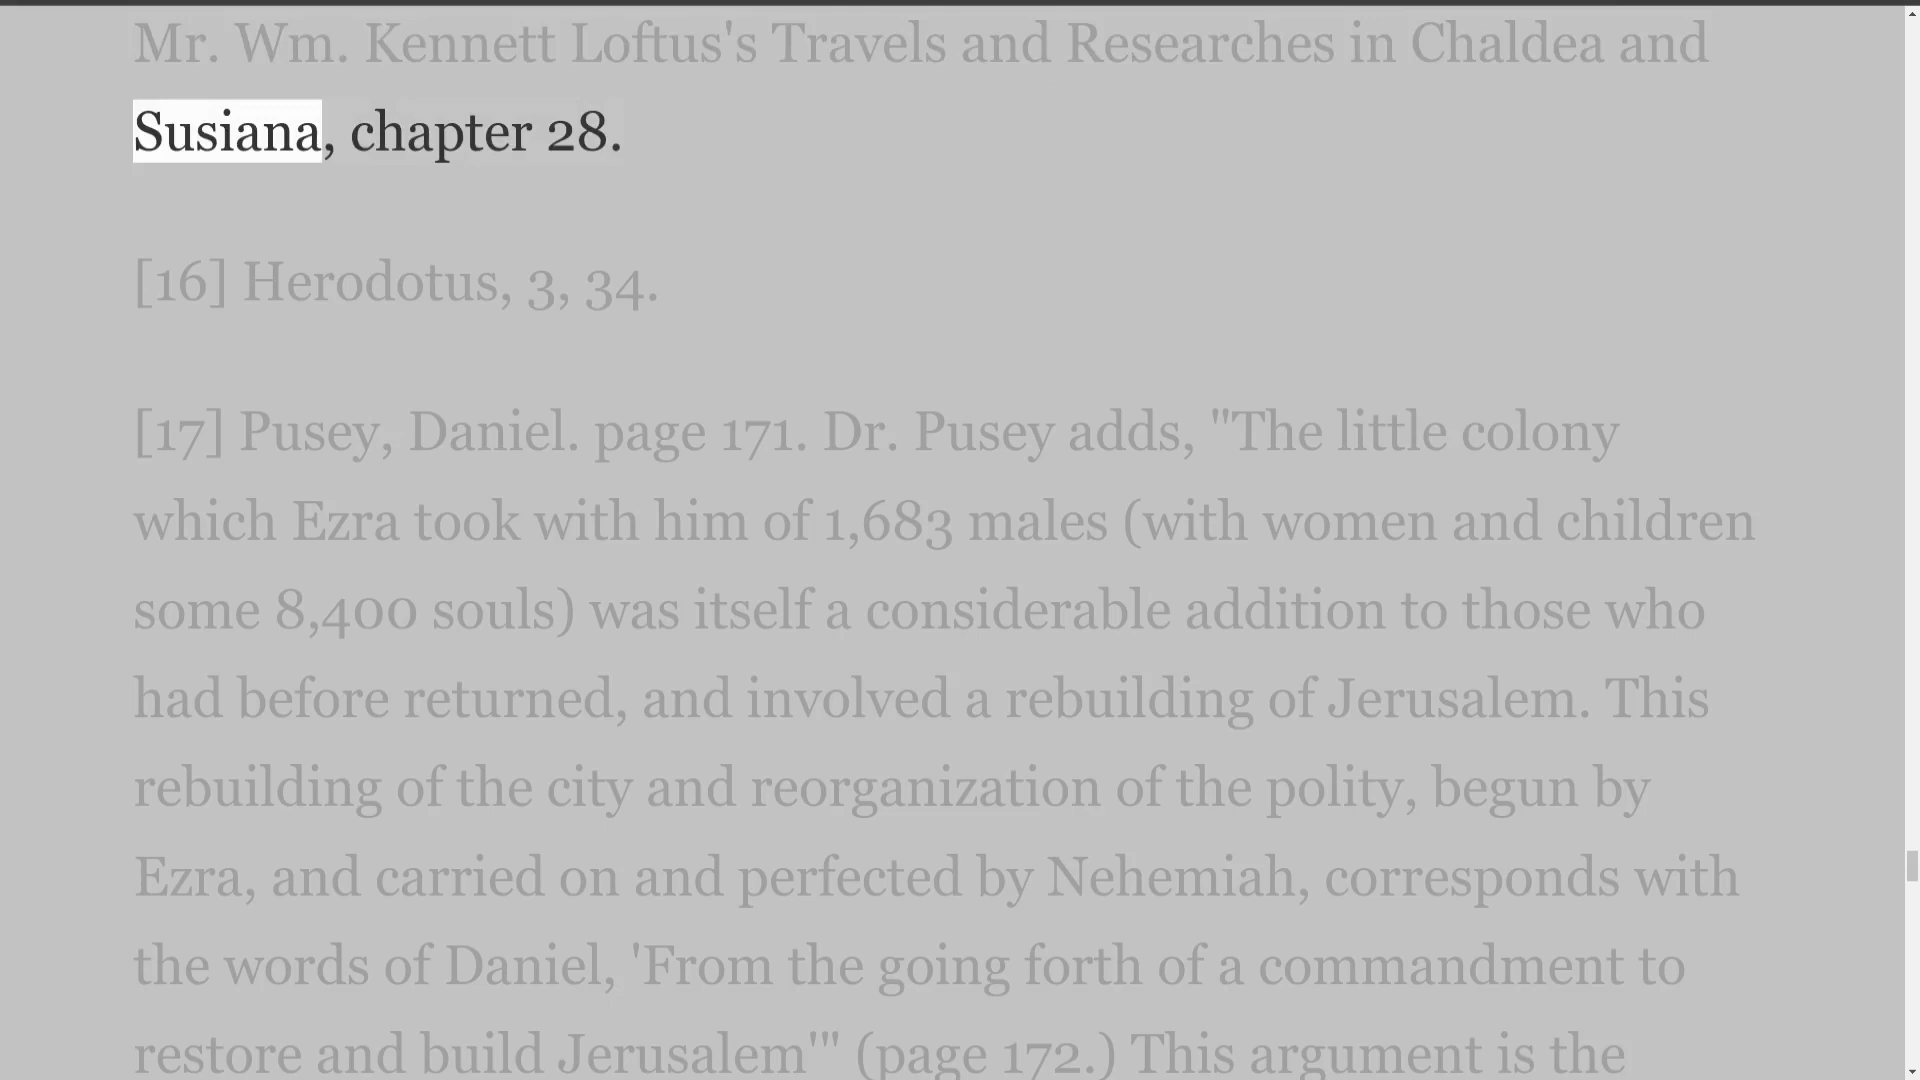 Mr. Wm. Kennett Loftus's Travels and Researches in Chaldea and
Susiana, chapter 28.
[16] Herodotus, 3, 34.
[17] Pusey, Daniel. page 171. Dr. Pusey adds, "The little colony
which Ezra took with him of 1,683 males (with women and children
some 8,400 souls) was itself a considerable addition to those who
had before returned, and involved a rebuilding of Jerusalem. This
rebuilding of the city and reorganization of the polity, begun by
Ezra, and carried on and perfected by Nehemiah, corresponds with
the words of Daniel, 'From the going forth of a commandment to
restore and build Jerusalem'" (page 172.) This argument is the